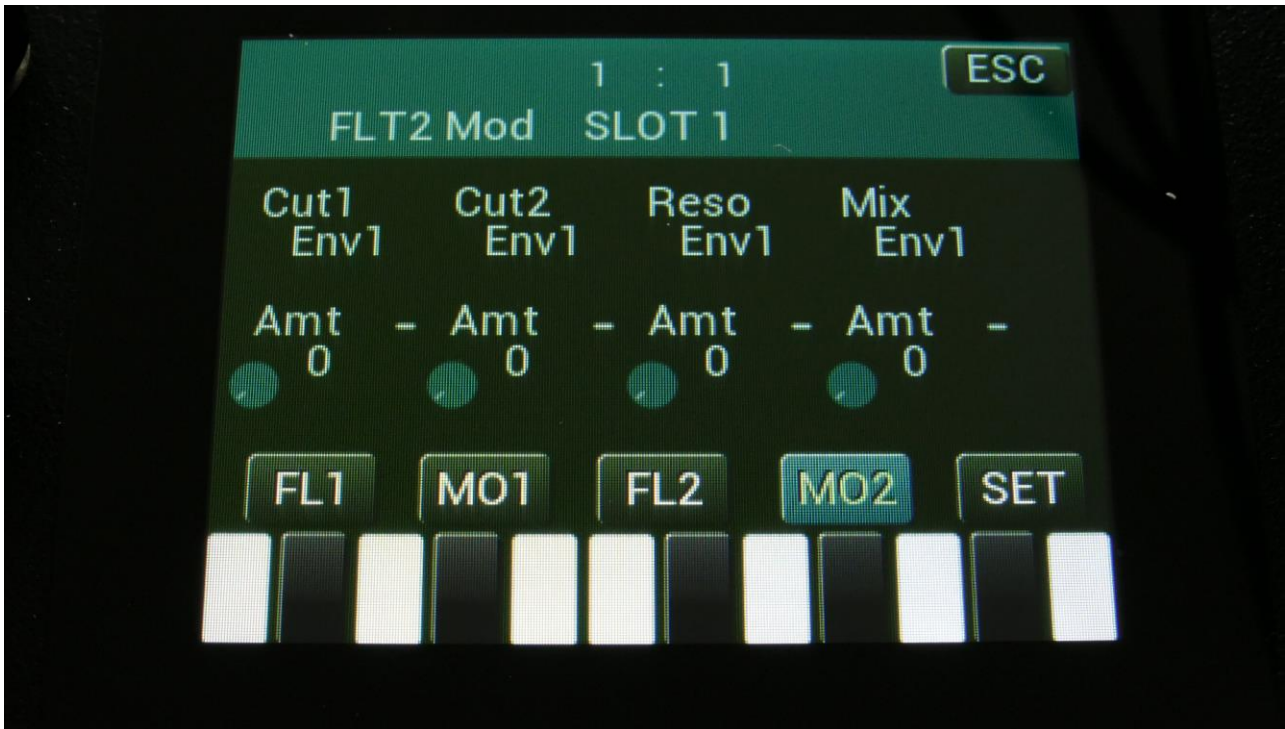 1 : 1 ESC
FLT2 Mod SLOT 1
Cut1 Cut2 Reso Mix
Env1 Env1 Env1 Env1
Amt - Amt - Amt - Amt -
0 0 0 0
FL1 MO1 FL2 MO2 SET